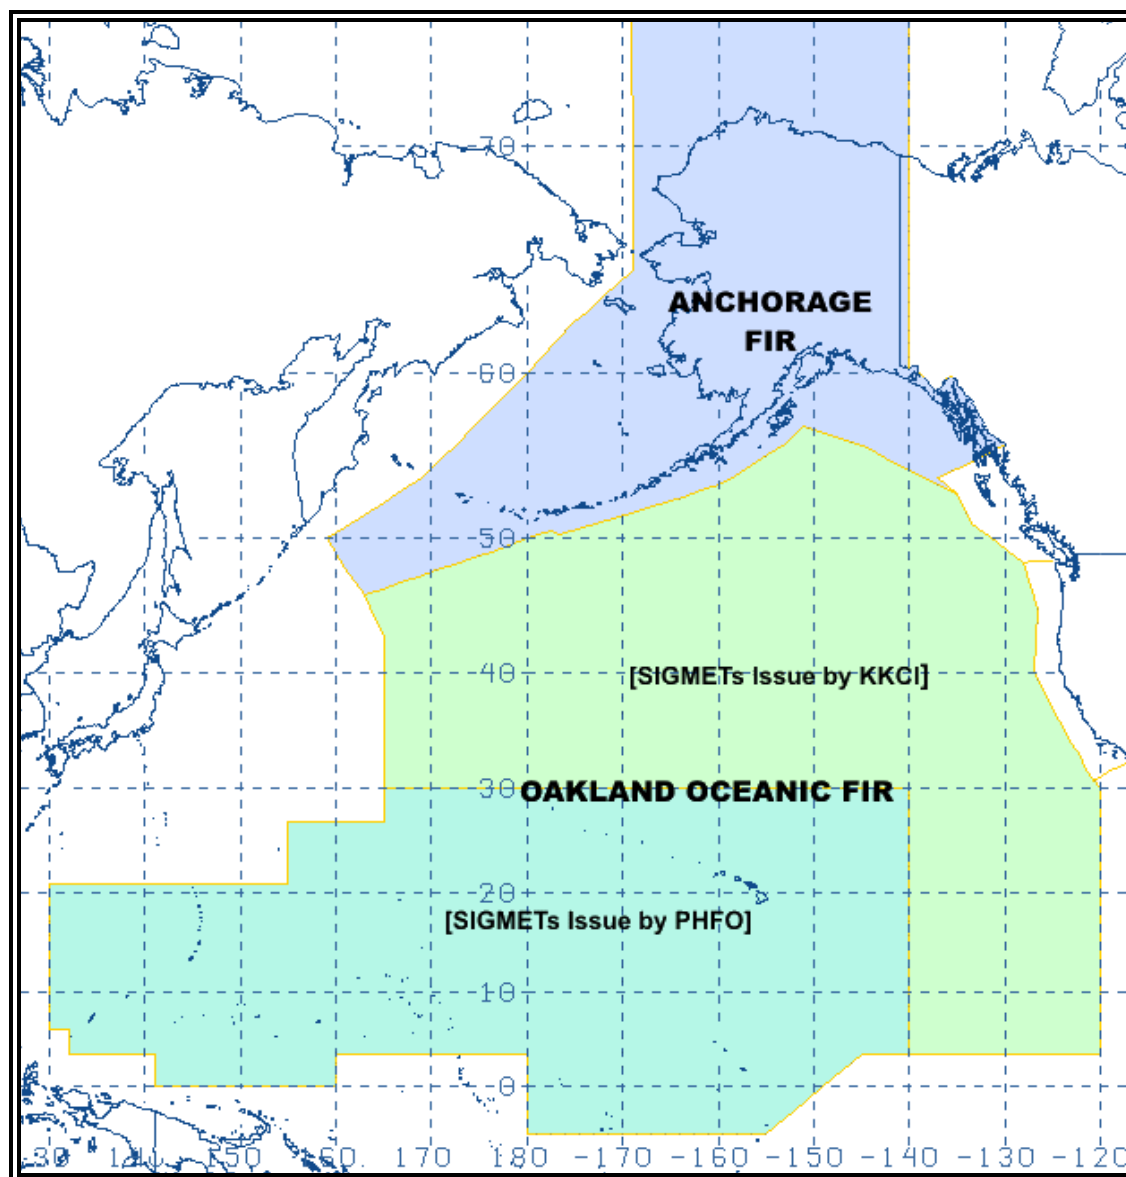 70
ANCHORAGE
FIR
60
50
[SIGMETs Issue by KKCI]
40
30
OAKLAND OCEANIC FIR
20
[SIGMETs Issue by PHFO]
10
0
130 140 150 160 170 180 -170 -160 -150 -140 -130 -120